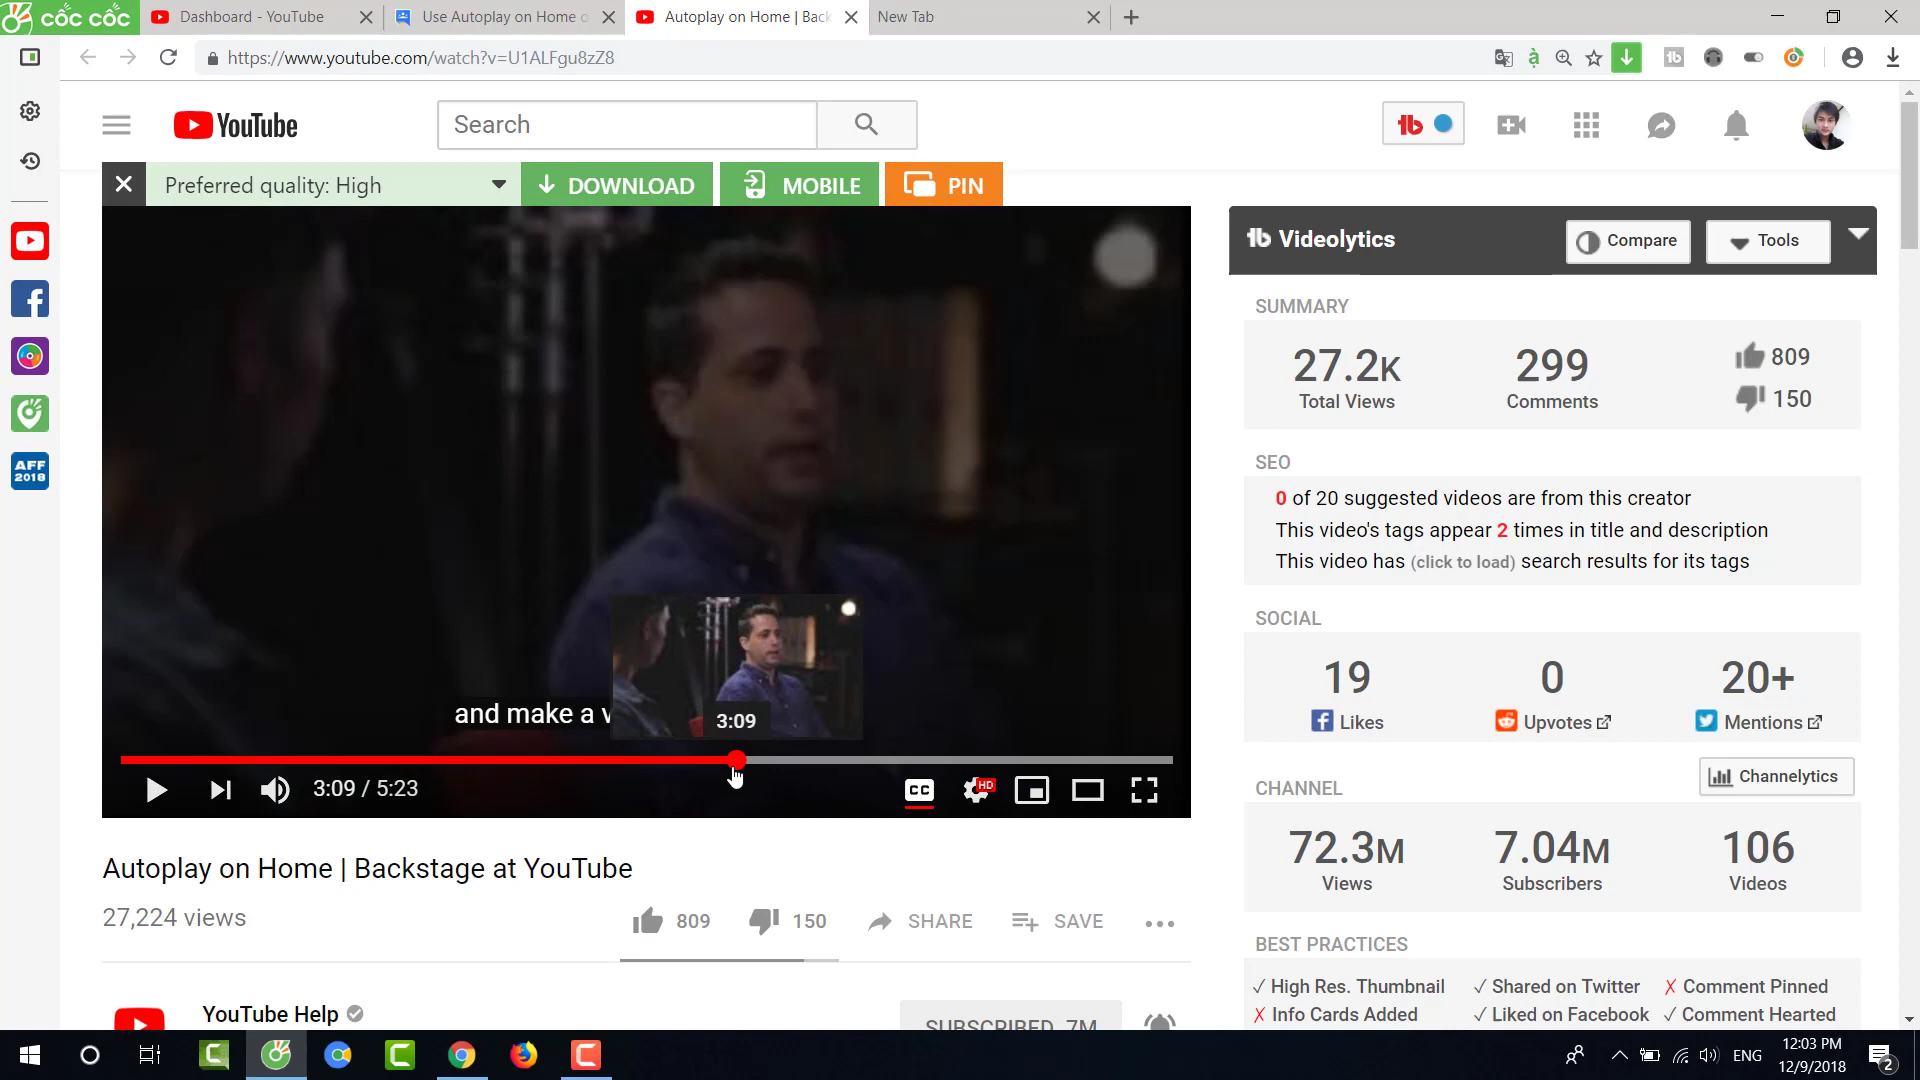 cốc cốc
Dashboard - YouTube
Use Autoplay on Home
Autoplay on Home | Back
New Tab
https://www.youtube.com/watch?v=U1ALFgu8zZ8
YouTube
Search
Preferred quality: High
DOWNLOAD
MOBILE
PIN
AFF
2018
and make a
3:09
3:09 / 5:23
CC
HD
Autoplay on Home | Backstage at YouTube
27,224 views
809
150
SHARE
SAVE
YouTube Help
SUBSCRIBED 7M
tb
tb Videolytics
Compare
Tools
SUMMARY
27.2K
Total Views
299
Comments
809
150
SEO
0 of 20 suggested videos are from this creator
This video's tags appear 2 times in title and description
This video has (click to load) search results for its tags
SOCIAL
19
Likes
0
Upvotes
20+
Mentions
CHANNEL
Channelytics
72.3M
Views
7.04M
Subscribers
106
Videos
BEST PRACTICES
✓ High Res. Thumbnail
✓ Shared on Twitter
✗ Comment Pinned
✗ Info Cards Added
✓ Liked on Facebook
✓ Comment Hearted
ENG
12:03 PM
12/9/2018
2